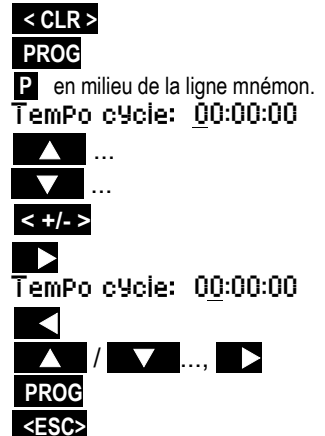 < CLR >
PROG
P en milieu de la ligne mnémon.
TemPo cycle: 00:00:00
▲ ...
▼ ...
< +/- >
▶
TemPo cycle: 00:00:00
◀
▲ / ▼ ..., ▶
PROG
<ESC>